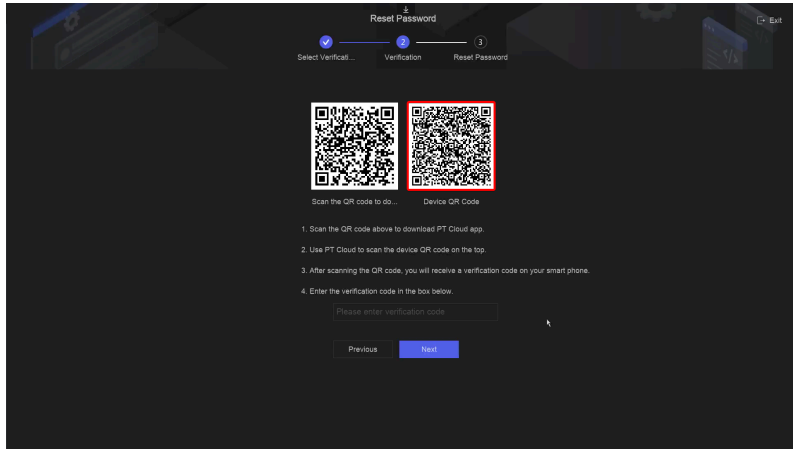 Reset Password
Exit
2
3
Select Verificati...
Verification
Reset Password
Scan the QR code to do...
Device QR Code
1. Scan the QR code above to download PT Cloud app.
2. Use PT Cloud to scan the device QR code on the top.
3. After scanning the QR code, you will receive a verification code on your smart phone.
4. Enter the verification code in the box below.
Please enter verification code
Previous
Next